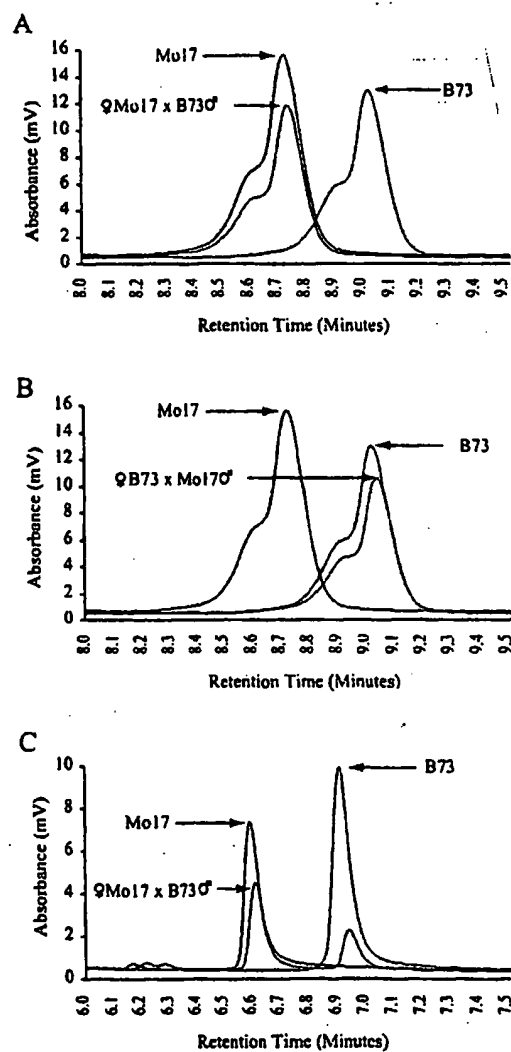 A
Absorbance (mV)
16
14
12
10
8
6
4
2
0
Mo17
♀Mo17 x B73♂
B73
8.0 8.1 8.2 8.3 8.4 8.5 8.6 8.7 8.8 8.9 9.0 9.1 9.2 9.3 9.4 9.5
Retention Time (Minutes)
B
Absorbance (mV)
16
14
12
10
8
6
4
2
0
Mo17
B73
♀B73 x Mo17♂
8.0 8.1 8.2 8.3 8.4 8.5 8.6 8.7 8.8 8.9 9.0 9.1 9.2 9.3 9.4 9.5
Retention Time (Minutes)
C
Absorbance (mV)
10
8
6
4
2
0
B73
Mo17
♀Mo17 x B73♂
6.0 6.1 6.2 6.3 6.4 6.5 6.6 6.7 6.8 6.9 7.0 7.1 7.2 7.3 7.4 7.5
Retention Time (Minutes)